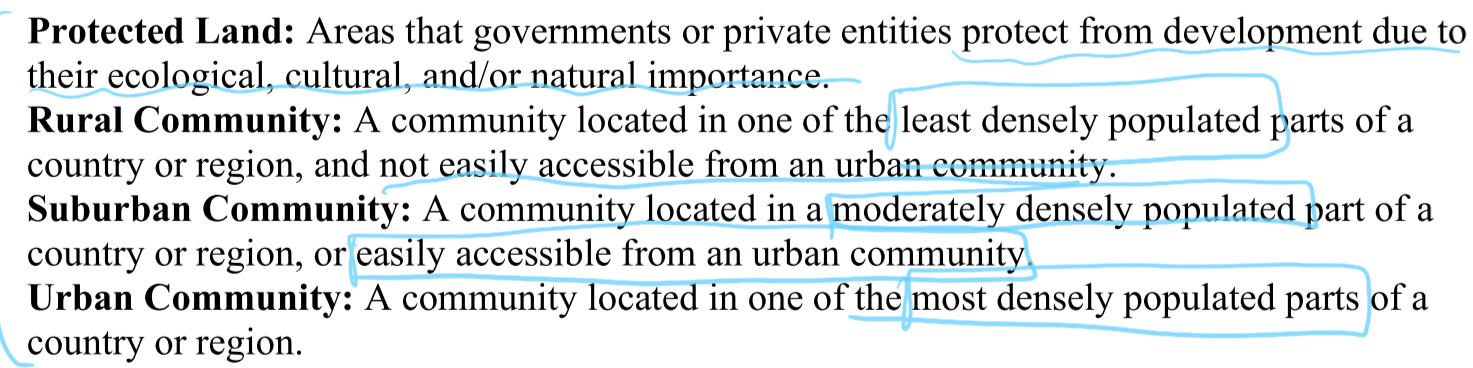 Protected Land: Areas that governments or private entities protect from development due to
their ecological, cultural, and/or natural importance.
Rural Community: A community located in one of the least densely populated parts of a
country or region, and not easily accessible from an urban community.
Suburban Community: A community located in a moderately densely populated part of a
country or region, or easily accessible from an urban community.
Urban Community: A community located in one of the most densely populated parts of a
country or region.